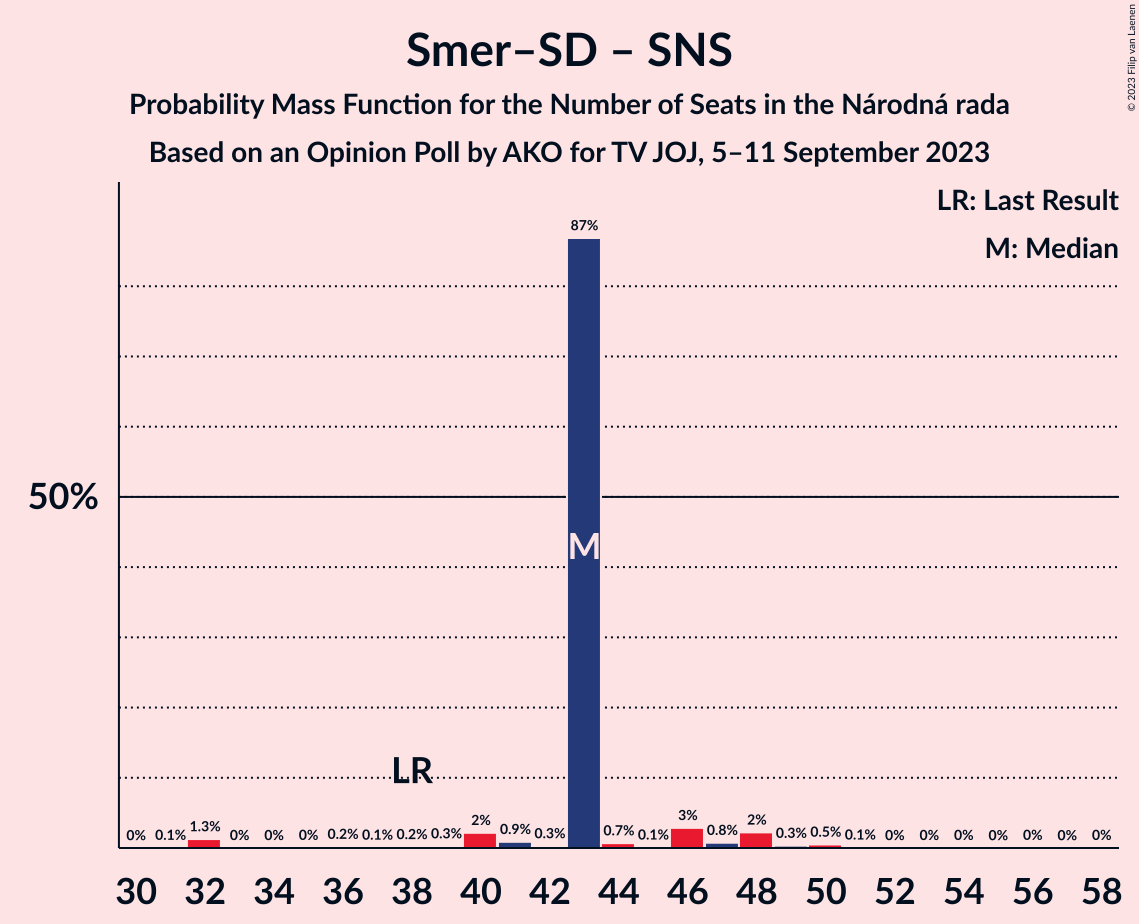 Smer–SD – SNS
Probability Mass Function for the Number of Seats in the Národná rada
Based on an Opinion Poll by AKO for TV JOJ, 5–11 September 2023
© 2023 Filip van Laenen
LR: Last Result
M: Median
87%
50%
M
LR
0% 0.1% 1.3% 0% 0% 0% 0.2% 0.1% 0.2% 0.3% 2% 0.9% 0.3% 0.7% 0.1% 3% 0.8% 2% 0.3% 0.5% 0.1% 0% 0% 0% 0% 0% 0% 0%
30 32 34 36 38 40 42 44 46 48 50 52 54 56 58